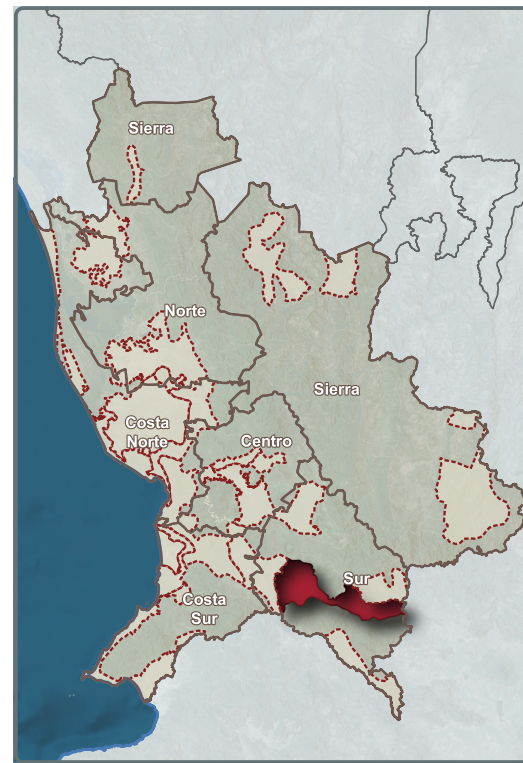 Sierra
Norte
Sierra
Costa
Norte
Centro
Sur
Costa
Sur